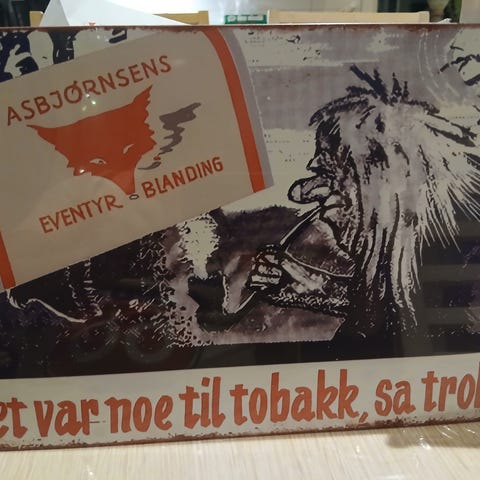 ASBJØRNSENS
EVENTYR BLANDING
et var noe til tobakk, sa trol